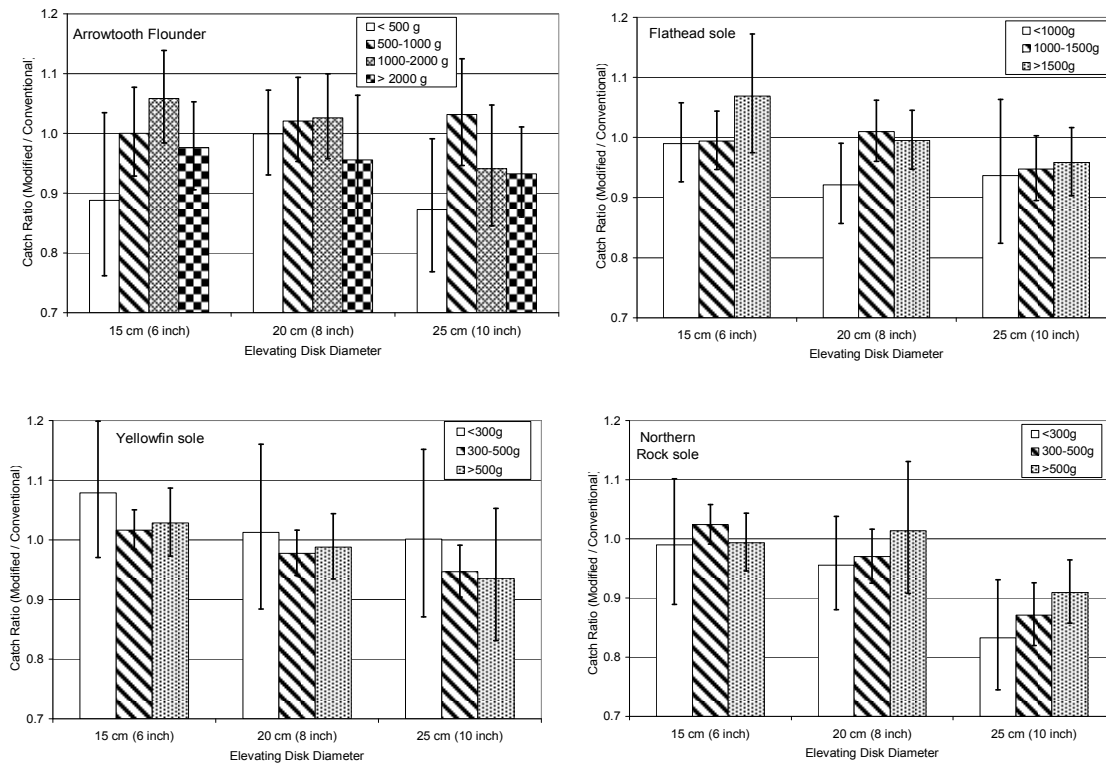 Arrowtooth Flounder
< 500 g
500-1000 g
1000-2000 g
> 2000 g
Catch Ratio (Modified / Conventional)
1.2
1.1
1.0
0.9
0.8
0.7
15 cm (6 inch)
20 cm (8 inch)
25 cm (10 inch)
Elevating Disk Diameter
Flathead sole
<1000g
1000-1500g
>1500g
Catch Ratio (Modified / Conventional)
1.2
1.1
1.0
0.9
0.8
0.7
15 cm (6 inch)
20 cm (8 inch)
25 cm (10 inch)
Elevating Disk Diameter
Yellowfin sole
<300g
300-500g
>500g
Catch Ratio (Modified / Conventional)
1.2
1.1
1.0
0.9
0.8
0.7
15 cm (6 inch)
20 cm (8 inch)
25 cm (10 inch)
Elevating Disk Diameter
Northern
Rock sole
<300g
300-500g
>500g
Catch Ratio (Modified / Conventional)
1.2
1.1
1.0
0.9
0.8
0.7
15 cm (6 inch)
20 cm (8 inch)
25 cm (10 inch)
Elevating Disk Diameter